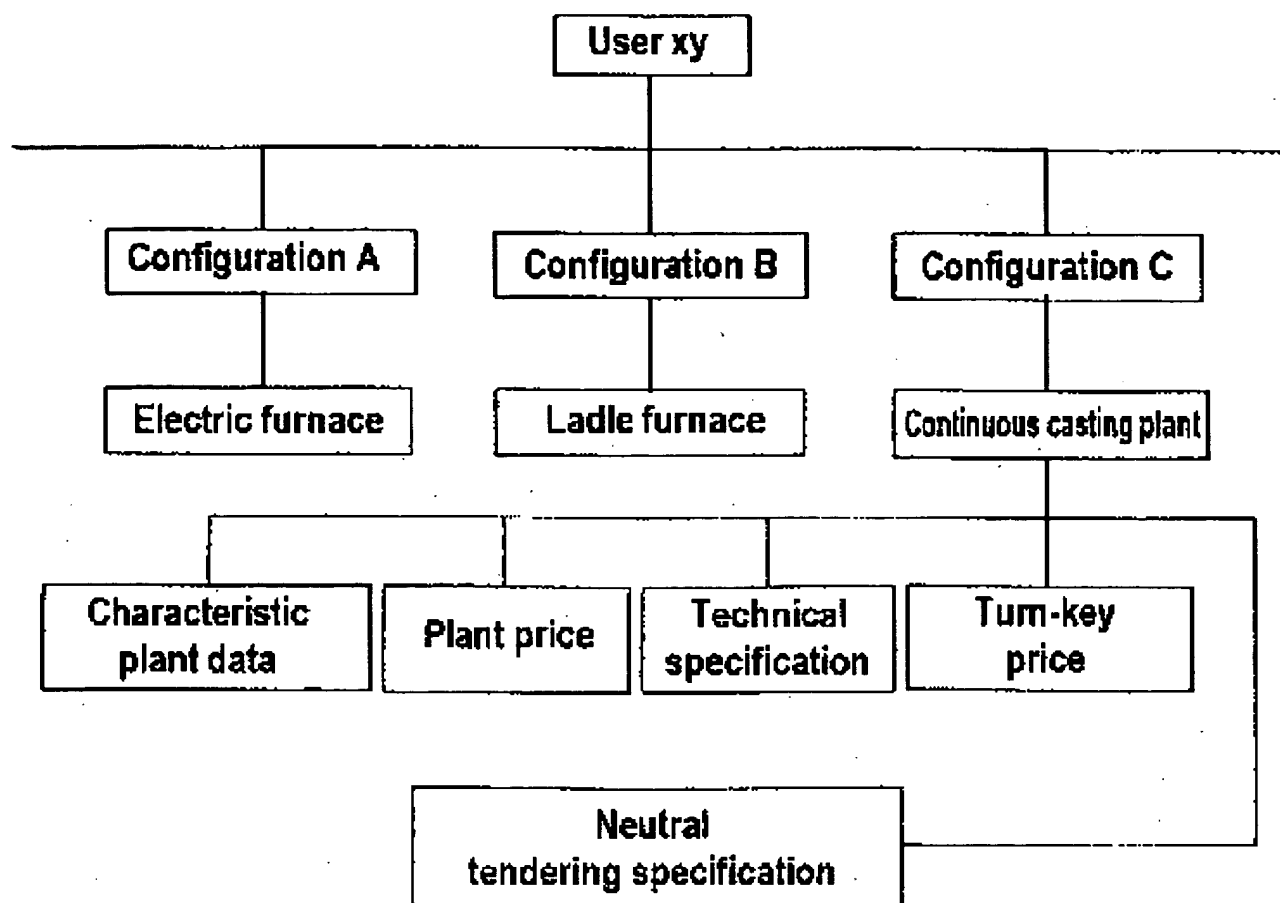 User xy
Configuration A
Configuration B
Configuration C
Electric furnace
Ladle furnace
Continuous casting plant
Characteristic
plant data
Plant price
Technical
specification
Turn-key
price
Neutral
tendering specification